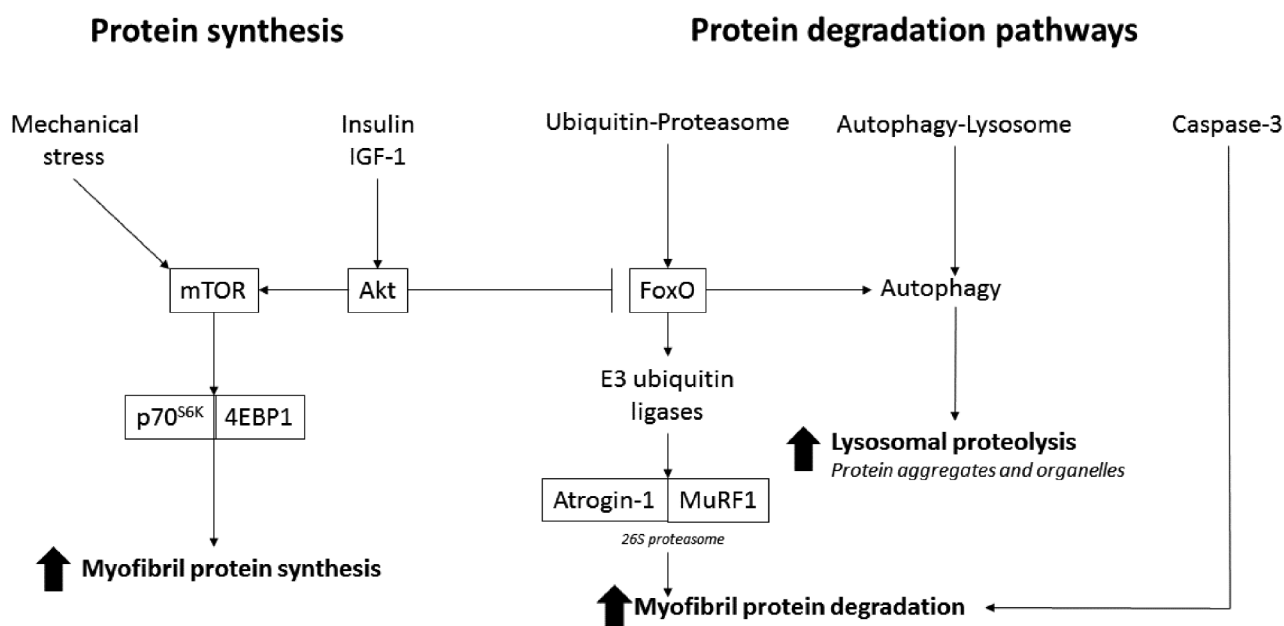 Protein synthesis
Protein degradation pathways
Mechanical
stress
Insulin
IGF-1
Ubiquitin-Proteasome
Autophagy-Lysosome
Caspase-3
mTOR
Akt
FoxO
Autophagy
E3 ubiquitin
ligases
p70S6K
4EBP1
Lysosomal proteolysis
Protein aggregates and organelles
Atrogin-1
MuRF1
26S proteasome
Myofibril protein synthesis
Myofibril protein degradation